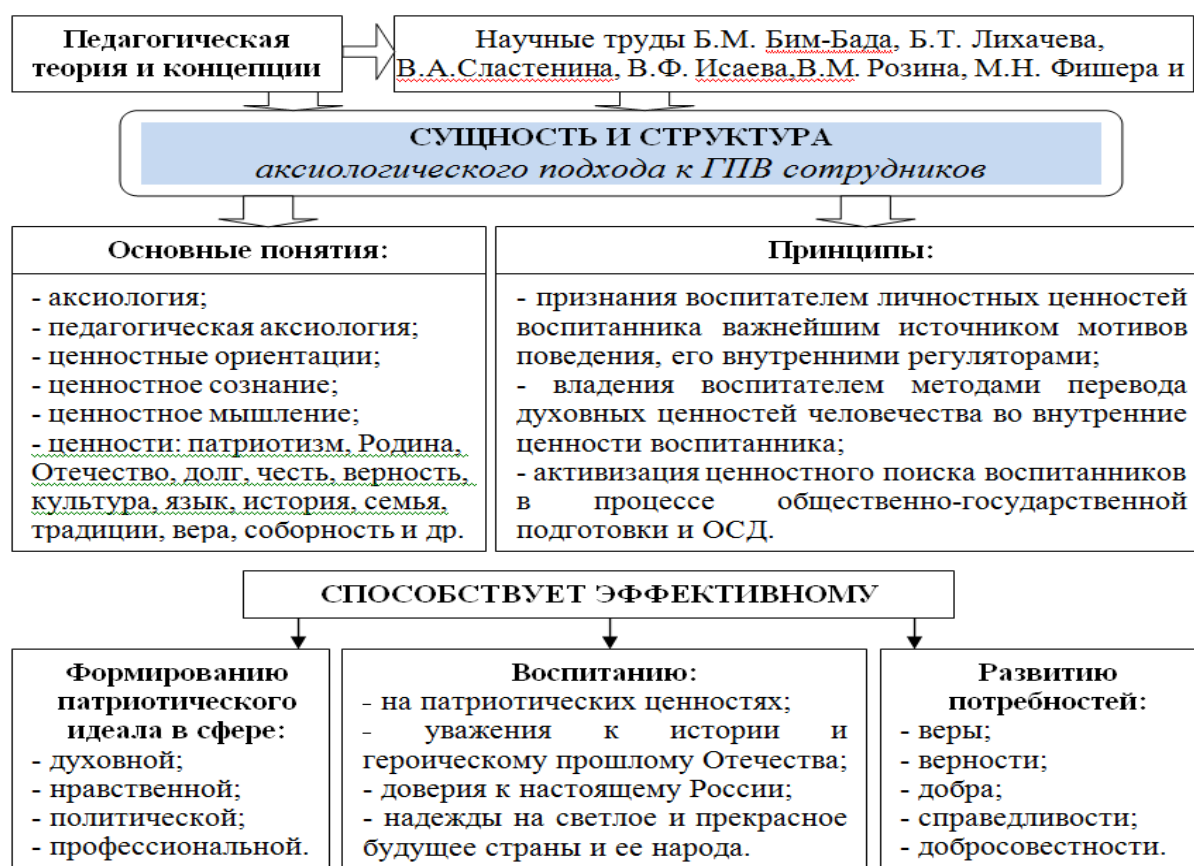 Педагогическая
теория и концепции
Научные труды Б.М. Бим-Бада, Б.Т. Лихачева,
В.А.Сластенина, В.Ф. Исаева,В.М. Розина, М.Н. Фишера и
СУЩНОСТЬ И СТРУКТУРА
аксиологического подхода к ГПВ сотрудников
Основные понятия:
- аксиология;
- педагогическая аксиология;
- ценностные ориентации;
- ценностное сознание;
- ценностное мышление;
- ценности: патриотизм, Родина,
Отечество, долг, честь, верность,
культура, язык, история, семья,
традиции, вера, соборность и др.
Принципы:
- признания воспитателем личностных ценностей
воспитанника важнейшим источником мотивов
поведения, его внутренними регуляторами;
- владения воспитателем методами перевода
духовных ценностей человечества во внутренние
ценности воспитанника;
- активизация ценностного поиска воспитанников
в процессе общественно-государственной
подготовки и ОСД.
СПОСОБСТВУЕТ ЭФФЕКТИВНОМУ
Формированию
патриотического
идеала в сфере:
- духовной;
- нравственной;
- политической;
- профессиональной.
Воспитанию:
- на патриотических ценностях;
- уважения к истории и
героическому прошлому Отечества;
- доверия к настоящему России;
- надежды на светлое и прекрасное
будущее страны и ее народа.
Развитию
потребностей:
- веры;
- верности;
- добра;
- справедливости;
- добросовестности.